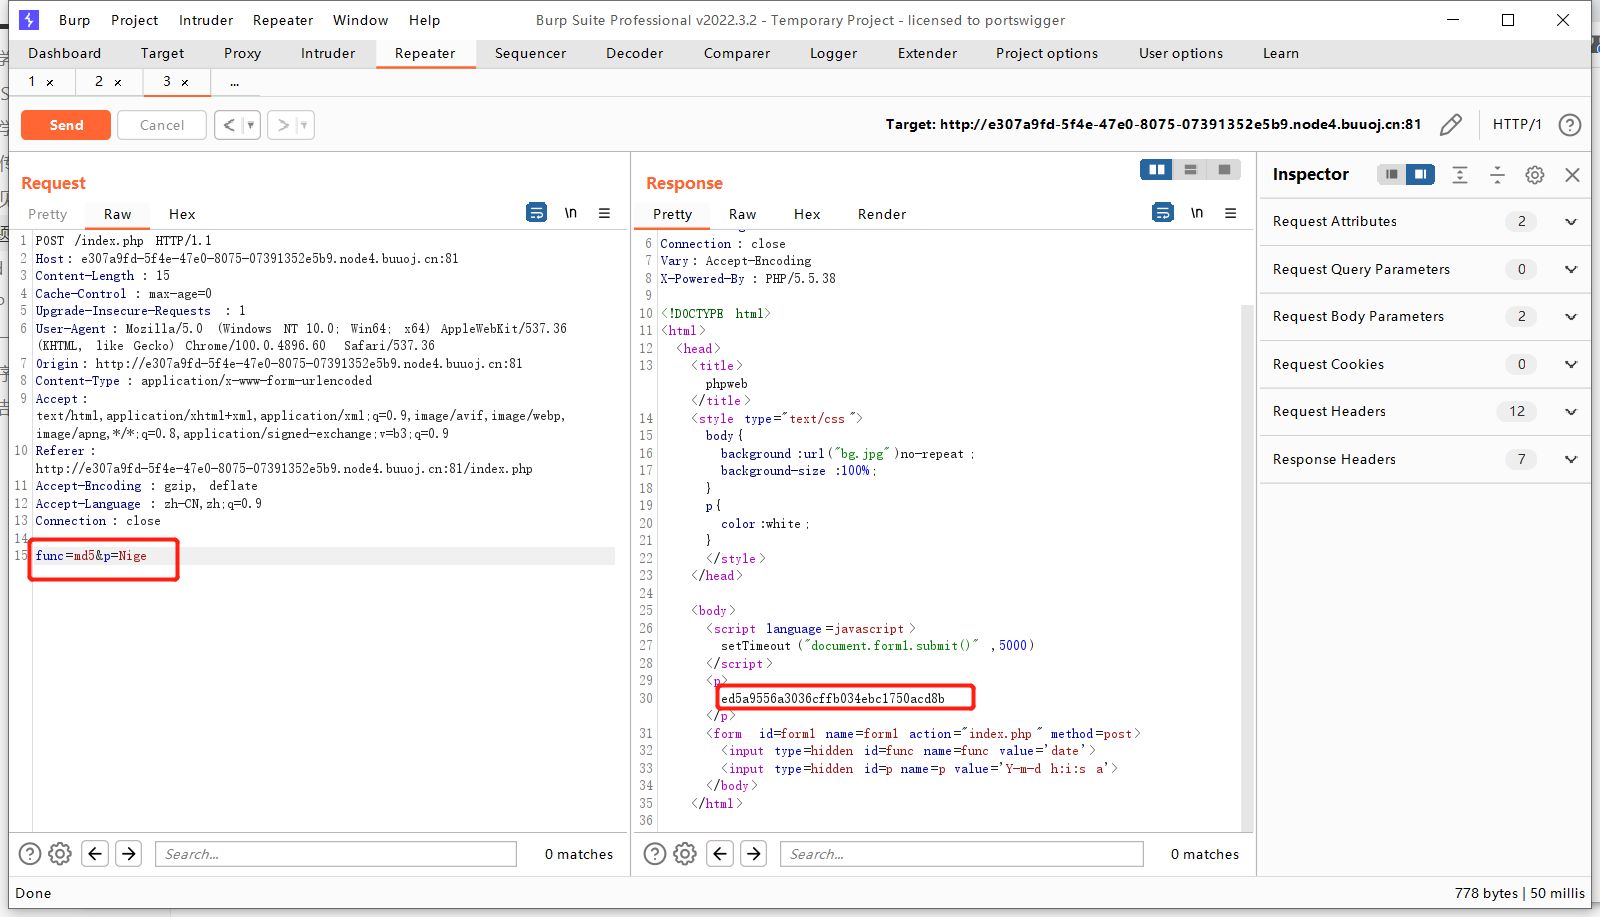 Burp Project Intruder Repeater Window Help Burp Suite Professional v2022.3.2 - Temporary Project - licensed to portswigger
Dashboard Target Proxy Intruder Repeater Sequencer Decoder Comparer Logger Extender Project options User options Learn
1 × 2 × 3 × ...
Send Cancel < > Target: http://e307a9fd-5f4e-47e0-8075-07391352e5b9.node4.buuoj.cn:81 HTTP/1 ?
Request
Pretty Raw Hex \n
1 POST /index.php HTTP/1.1
2 Host: e307a9fd-5f4e-47e0-8075-07391352e5b9.node4.buuoj.cn:81
3 Content-Length: 15
4 Cache-Control: max-age=0
5 Upgrade-Insecure-Requests: 1
6 User-Agent: Mozilla/5.0 (Windows NT 10.0; Win64; x64) AppleWebKit/537.36
(KHTML, like Gecko) Chrome/100.0.4896.60 Safari/537.36
7 Origin: http://e307a9fd-5f4e-47e0-8075-07391352e5b9.node4.buuoj.cn:81
8 Content-Type: application/x-www-form-urlencoded
9 Accept:
text/html,application/xhtml+xml,application/xml;q=0.9,image/avif,image/webp,
image/apng,*/*;q=0.8,application/signed-exchange;v=b3;q=0.9
10 Referer:
http://e307a9fd-5f4e-47e0-8075-07391352e5b9.node4.buuoj.cn:81/index.php
11 Accept-Encoding: gzip, deflate
12 Accept-Language: zh-CN,zh;q=0.9
13 Connection: close
14
15 func=md5&p=Nige
? Search... 0 matches
Response
Pretty Raw Hex Render \n
6 Connection: close
7 Vary: Accept-Encoding
8 X-Powered-By: PHP/5.5.38
9
10 <!DOCTYPE html>
11 <html>
12 <head>
13 <title>
phpweb
</title>
14 <style type="text/css">
15 body{
16 background:url("bg.jpg")no-repeat;
17 background-size:100%;
18 }
19 p{
20 color:white;
21 }
22 </style>
23 </head>
24
25 <body>
26 <script language=javascript>
27 setTimeout("document.form1.submit()",5000)
28 </script>
29 <p>
30 ed5a9556a3036cffb034ebc1750acd8b
</p>
31 <form id=form1 name=form1 action="index.php" method=post>
32 <input type=hidden id=func name=func value='date'>
33 <input type=hidden id=p name=p value='Y-m-d h:i:s a'>
34 </body>
35 </html>
36
? Search... 0 matches
Inspector
Request Attributes 2
Request Query Parameters 0
Request Body Parameters 2
Request Cookies 0
Request Headers 12
Response Headers 7
Done 778 bytes | 50 millis